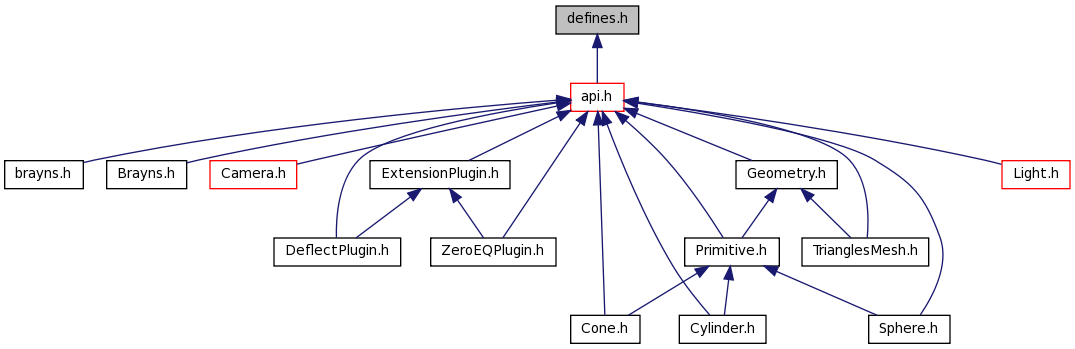 defines.h
api.h
brayns.h
Brayns.h
Camera.h
ExtensionPlugin.h
Geometry.h
Light.h
DeflectPlugin.h
ZeroEQPlugin.h
Primitive.h
TrianglesMesh.h
Cone.h
Cylinder.h
Sphere.h